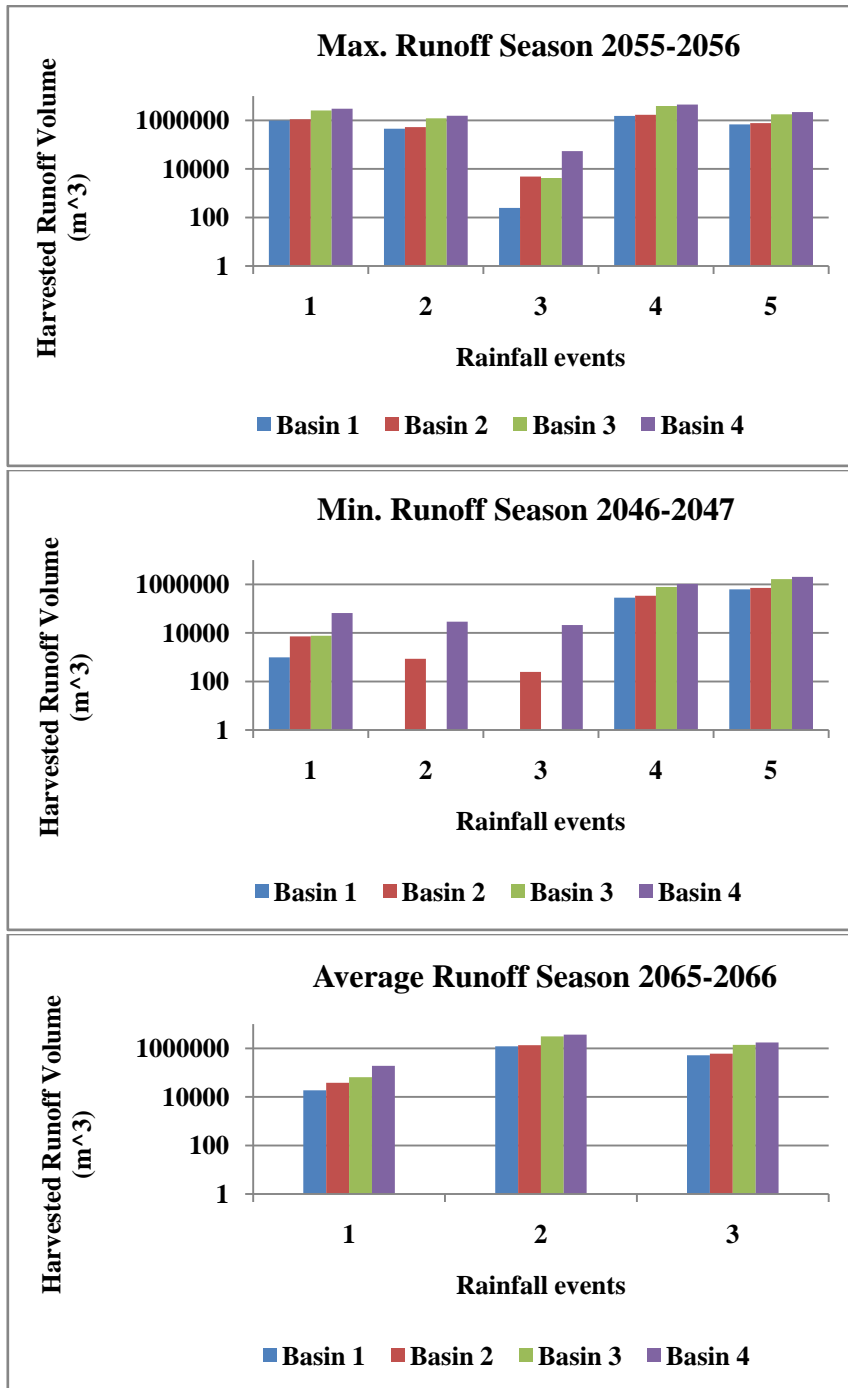 Max. Runoff Season 2055-2056
Harvested Runoff Volume
(m^3)
1000000
10000
100
1
1 2 3 4 5
Rainfall events
Basin 1 Basin 2 Basin 3 Basin 4
Min. Runoff Season 2046-2047
Harvested Runoff Volume
(m^3)
1000000
10000
100
1
1 2 3 4 5
Rainfall events
Basin 1 Basin 2 Basin 3 Basin 4
Average Runoff Season 2065-2066
Harvested Runoff Volume
(m^3)
1000000
10000
100
1
1 2 3
Rainfall events
Basin 1 Basin 2 Basin 3 Basin 4